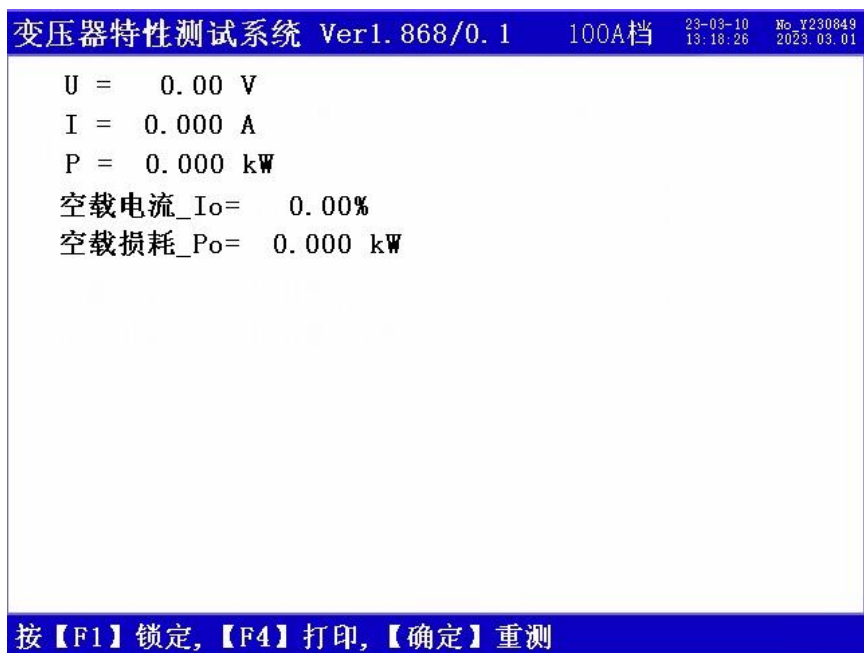 变压器特性测试系统 Ver1.868/0.1 100A档 23-03-10 No_Y230849
13:18:26 2023.03.01
U = 0.00 V
I = 0.000 A
P = 0.000 kW
空载电流_Io= 0.00%
空载损耗_Po= 0.000 kW
按【F1】锁定,【F4】打印,【确定】重测